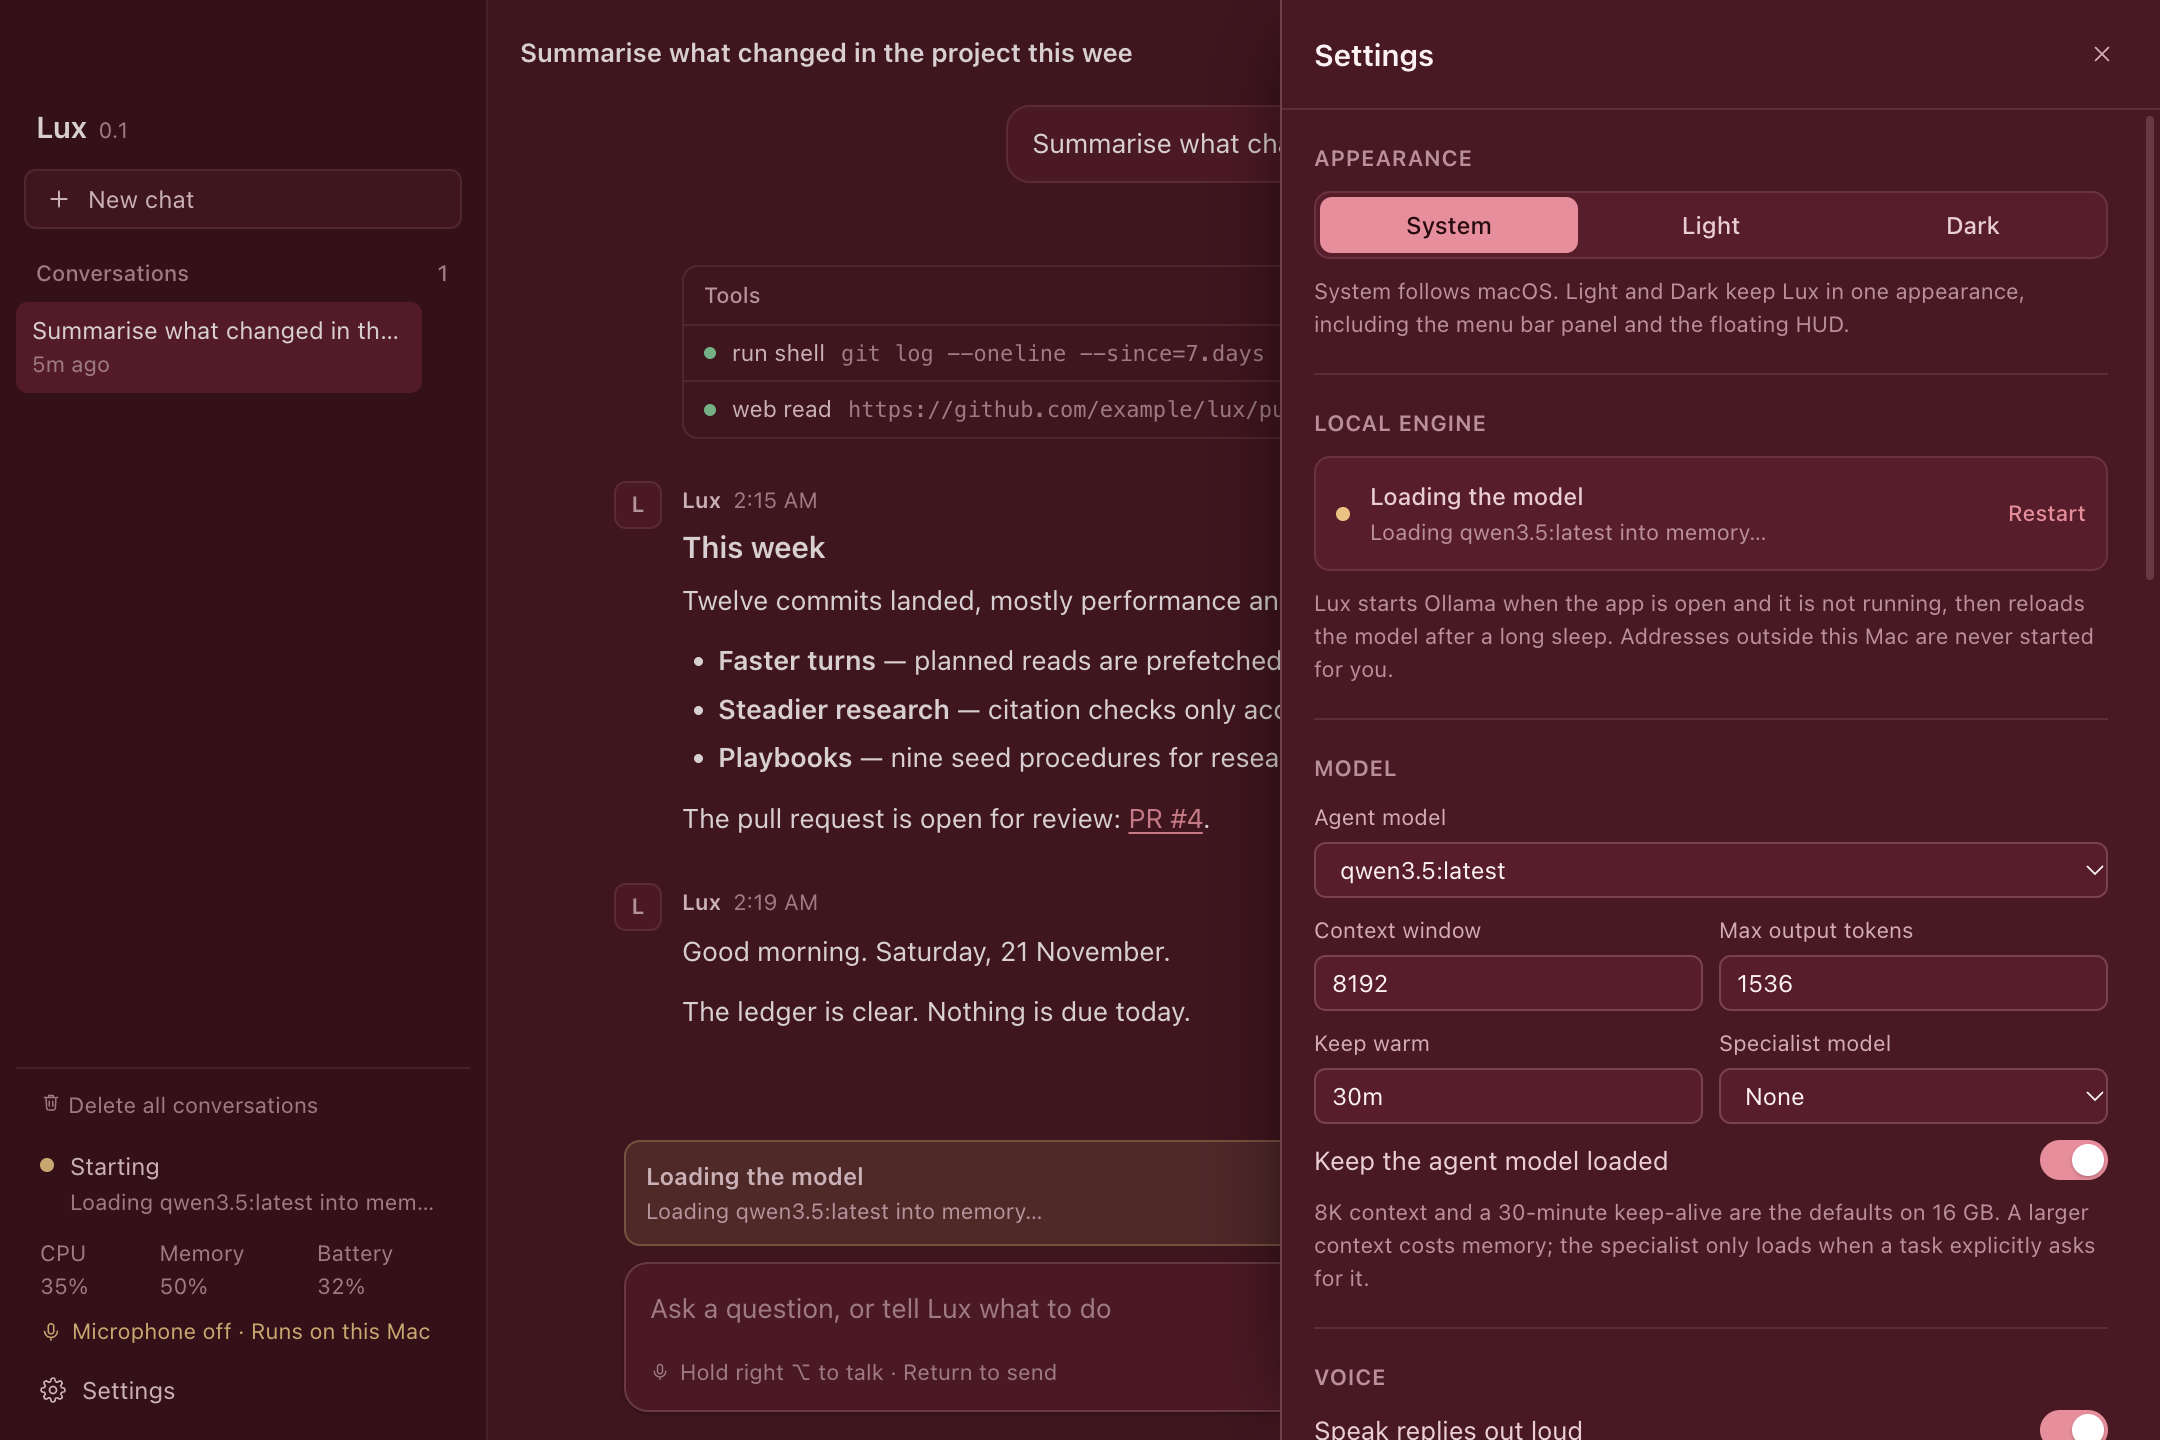 Lux 0.1
New chat
Conversations 1
Summarise what changed in th...
5m ago
Delete all conversations
Starting
Loading qwen3.5:latest into mem...
CPU Memory Battery
35% 50% 32%
Microphone off · Runs on this Mac
Settings
Summarise what changed in the project this wee
Summarise what
Tools
run shell git log --oneline --since=7.days
web read https://github.com/example/lux/pu
L
Lux 2:15 AM
This week
Twelve commits landed, mostly performance an
• Faster turns — planned reads are prefetched
• Steadier research — citation checks only acc
• Playbooks — nine seed procedures for resea
The pull request is open for review: PR #4.
L
Lux 2:19 AM
Good morning. Saturday, 21 November.
The ledger is clear. Nothing is due today.
Loading the model
Loading qwen3.5:latest into memory...
Ask a question, or tell Lux what to do
Hold right ⌥ to talk · Return to send
Settings
APPEARANCE
System Light Dark
System follows macOS. Light and Dark keep Lux in one appearance,
including the menu bar panel and the floating HUD.
LOCAL ENGINE
Loading the model
Loading qwen3.5:latest into memory...
Restart
Lux starts Ollama when the app is open and it is not running, then reloads
the model after a long sleep. Addresses outside this Mac are never started
for you.
MODEL
Agent model
qwen3.5:latest
Context window Max output tokens
8192 1536
Keep warm Specialist model
30m None
Keep the agent model loaded
8K context and a 30-minute keep-alive are the defaults on 16 GB. A larger
context costs memory; the specialist only loads when a task explicitly asks
for it.
VOICE
Speak replies out loud